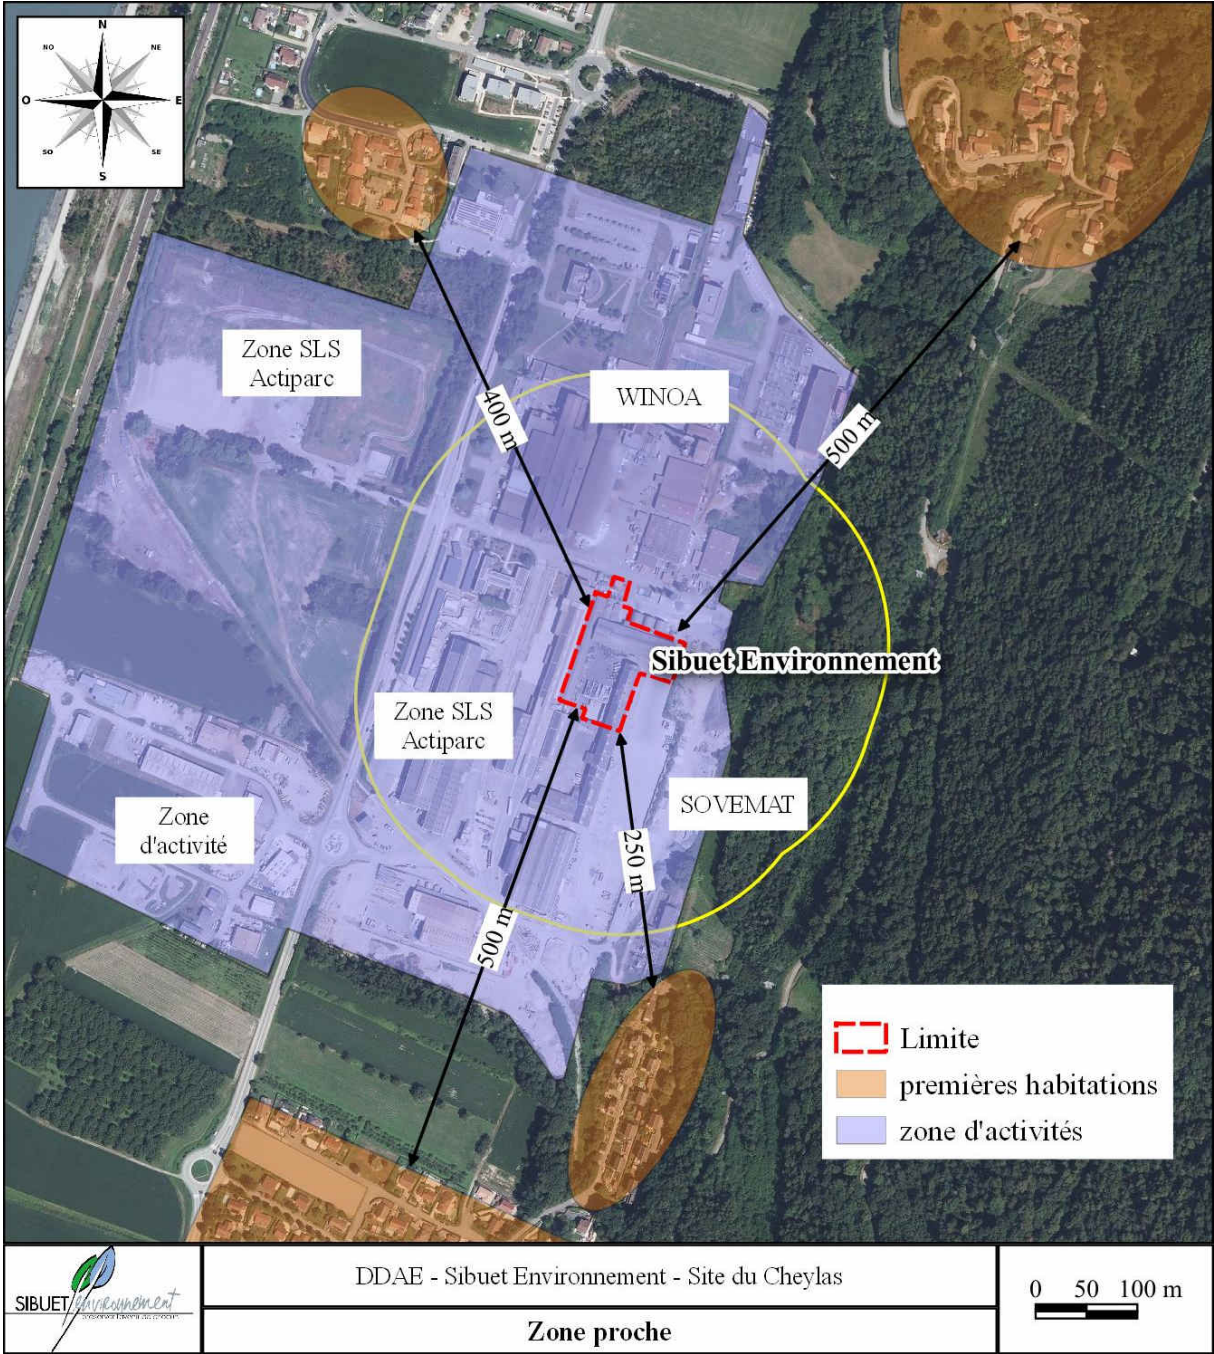 N
NO
NE
O
E
SO
SE
S
Zone SLS
Actiparc
WINOA
400 m
500 m
Sibuet Environnement
Zone SLS
Actiparc
SOVEMAT
Zone
d'activité
250 m
500 m
Limite
premières habitations
zone d'activités
SIBUET environnement
DDAE - Sibuet Environnement - Site du Cheylas
Zone proche
0 50 100 m